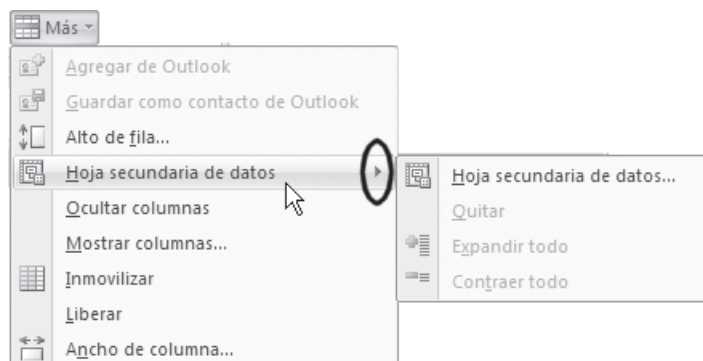 Más
Agregar de Outlook
Guardar como contacto de Outlook
Alto de fila...
Hoja secundaria de datos
Ocultar columnas
Mostrar columnas...
Inmovilizar
Liberar
Ancho de columna...
Hoja secundaria de datos...
Quitar
Expandir todo
Contraer todo